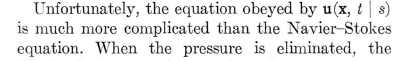 Unfortunately, the equation obeyed by u(x, t | s)
is much more complicated than the Navier–Stokes
equation. When the pressure is eliminated, the